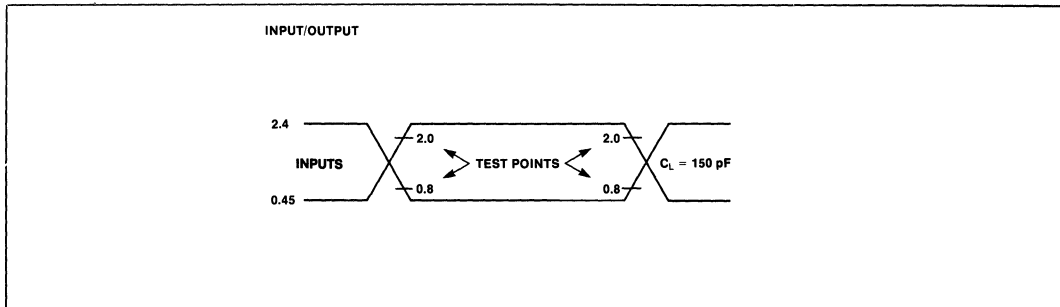 INPUT/OUTPUT
2.4
2.0
2.0
INPUTS
TEST POINTS
C_L = 150 pF
0.8
0.8
0.45